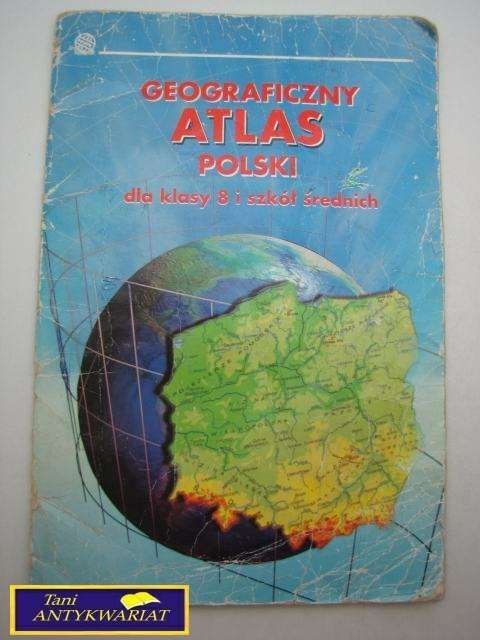 GEOGRAFICZNY
ATLAS
POLSKI
dla klasy 8 i szkół średnich
Tani
ANTYKWARIAT